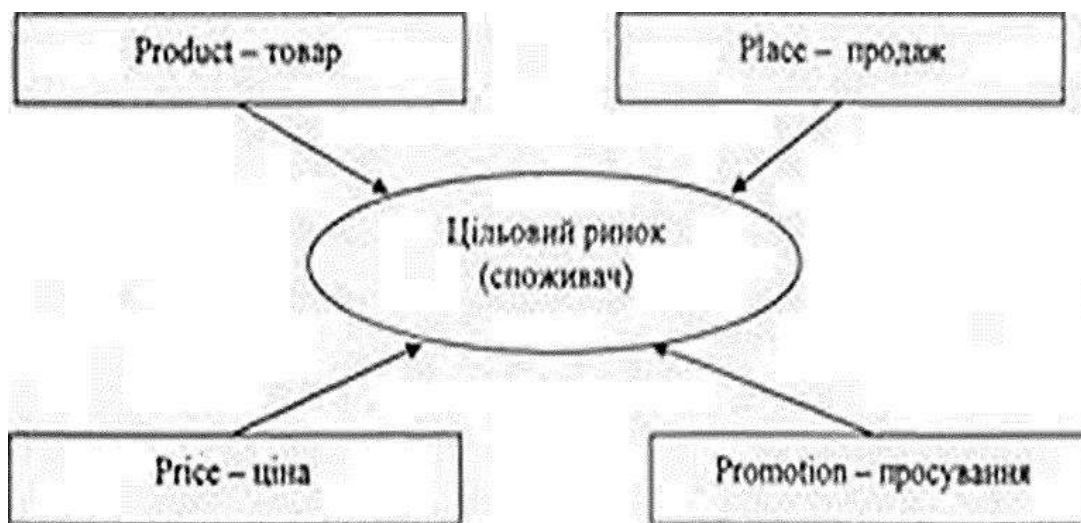 Product – товар
Place – продаж
Цільовий ринок
(споживач)
Price – ціна
Promotion – просування